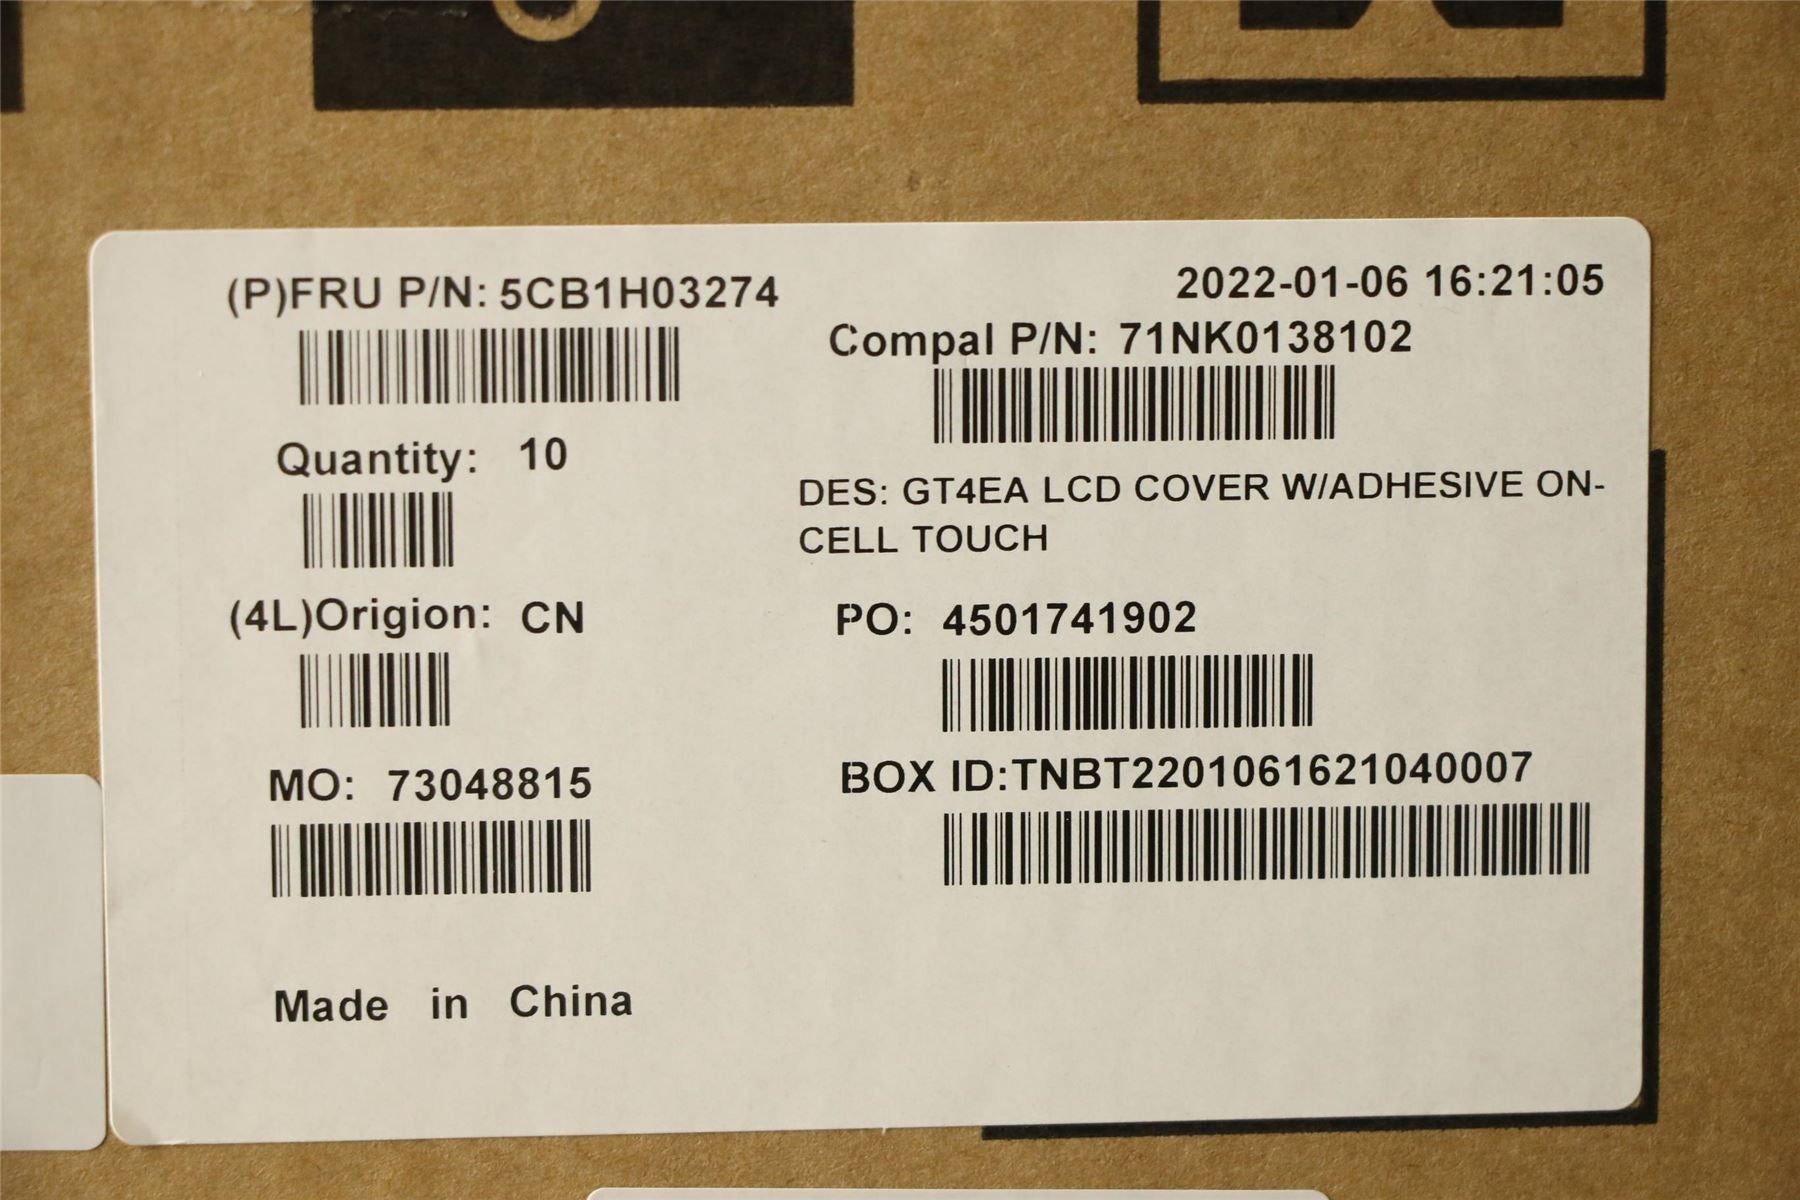 (P)FRU P/N: 5CB1H03274
2022-01-06 16:21:05
Compal P/N: 71NK0138102
Quantity: 10
DES: GT4EA LCD COVER W/ADHESIVE ON-
CELL TOUCH
(4L)Origion: CN
PO: 4501741902
MO: 73048815
BOX ID:TNBT2201061621040007
Made in China